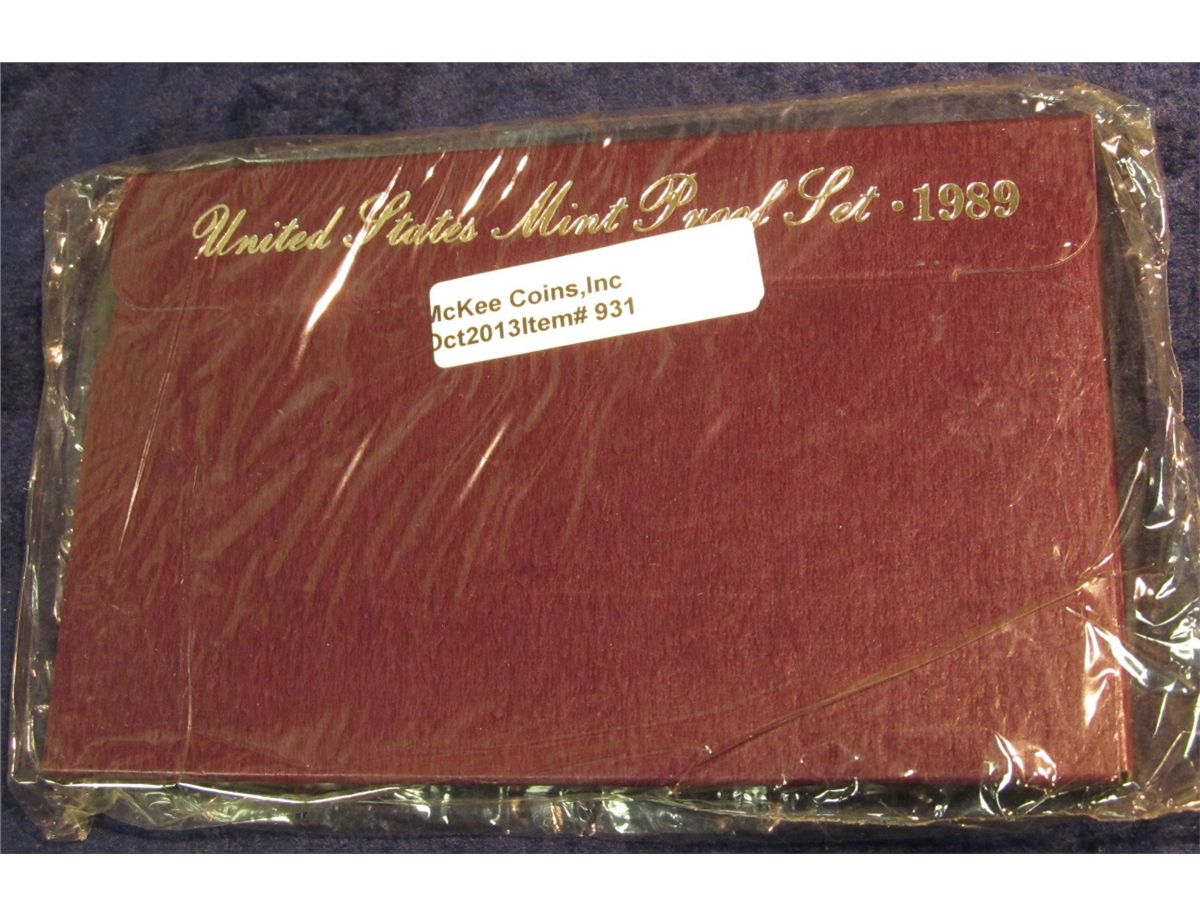 United States Mint Proof Set · 1989
McKee Coins,Inc
Oct2013Item# 931